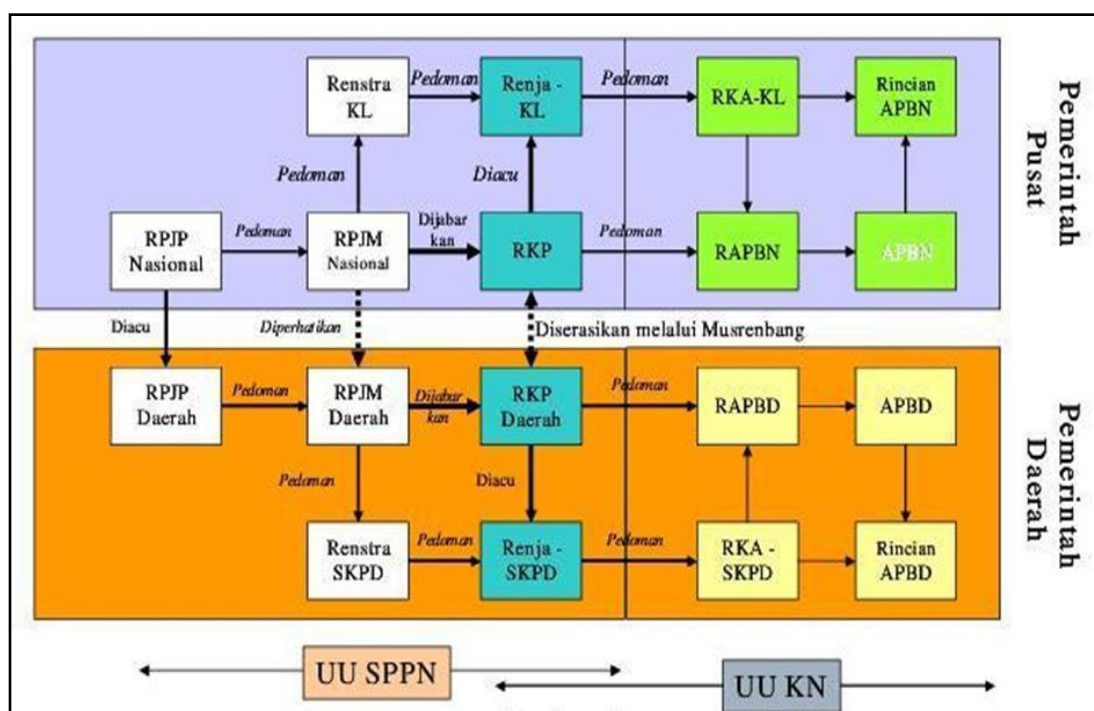 Renstra
KL
Pedoman
Renja -
KL
Pedoman
RKA-KL
Rincian
APBN
Pedoman
Diacu
RPJP
Nasional
Pedoman
RPJM
Nasional
Dijabar
kan
RKP
Pedoman
RAPBN
APBN
Pemerintah
Pusat
Diacu
Diperhatikan
Diserasikan melalui Musrenbang
RPJP
Daerah
Pedoman
RPJM
Daerah
Dijabar
kan
RKP
Daerah
Pedoman
RAPBD
APBD
Pedoman
Diacu
Renstra
SKPD
Pedoman
Renja -
SKPD
Pedoman
RKA -
SKPD
Rincian
APBD
Pemerintah
Daerah
UU SPPN
UU KN